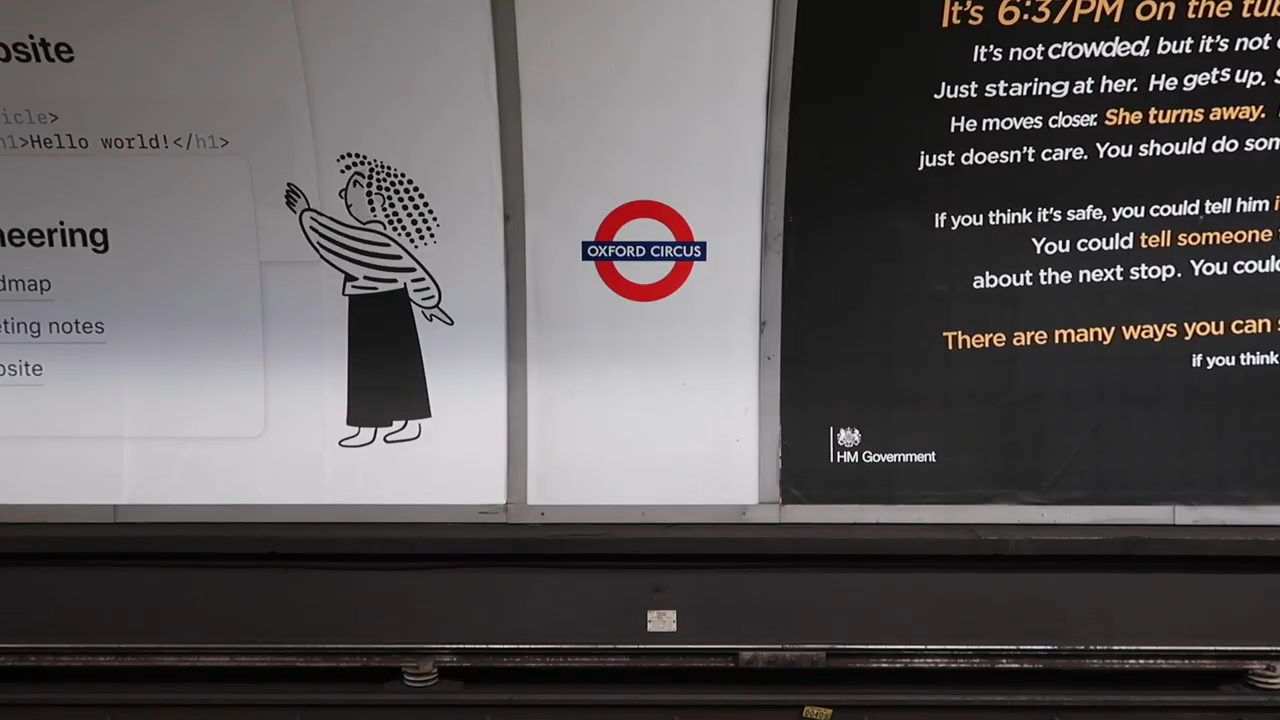 osite
icle>
h1>Hello world!</h1>
neering
dmap
ting notes
osite
OXFORD CIRCUS
It's 6:37PM on the tub
It's not crowded, but it's not
Just staring at her. He gets up. S
He moves closer. She turns away.
just doesn't care. You should do som
If you think it's safe, you could tell him i
You could tell someone
about the next stop. You coul
There are many ways you can s
if you think
HM Government